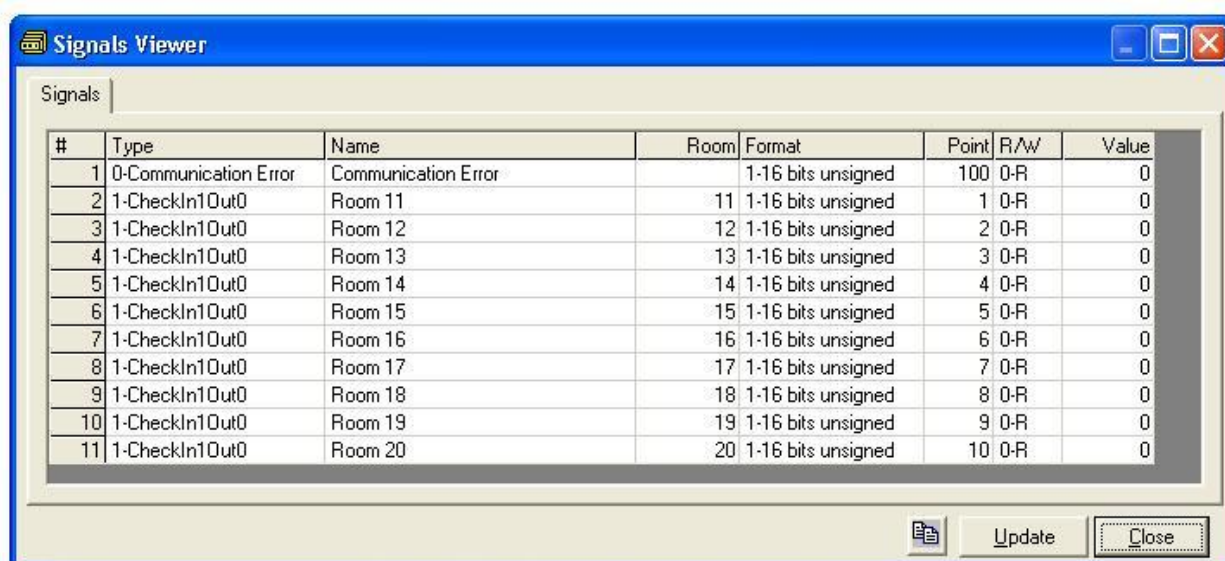 Signals Viewer
Signals
# Type Name Room Format Point R/W Value
1 0-Communication Error Communication Error 1-16 bits unsigned 100 0-R 0
2 1-CheckIn1Out0 Room 11 11 1-16 bits unsigned 1 0-R 0
3 1-CheckIn1Out0 Room 12 12 1-16 bits unsigned 2 0-R 0
4 1-CheckIn1Out0 Room 13 13 1-16 bits unsigned 3 0-R 0
5 1-CheckIn1Out0 Room 14 14 1-16 bits unsigned 4 0-R 0
6 1-CheckIn1Out0 Room 15 15 1-16 bits unsigned 5 0-R 0
7 1-CheckIn1Out0 Room 16 16 1-16 bits unsigned 6 0-R 0
8 1-CheckIn1Out0 Room 17 17 1-16 bits unsigned 7 0-R 0
9 1-CheckIn1Out0 Room 18 18 1-16 bits unsigned 8 0-R 0
10 1-CheckIn1Out0 Room 19 19 1-16 bits unsigned 9 0-R 0
11 1-CheckIn1Out0 Room 20 20 1-16 bits unsigned 10 0-R 0
Update Close